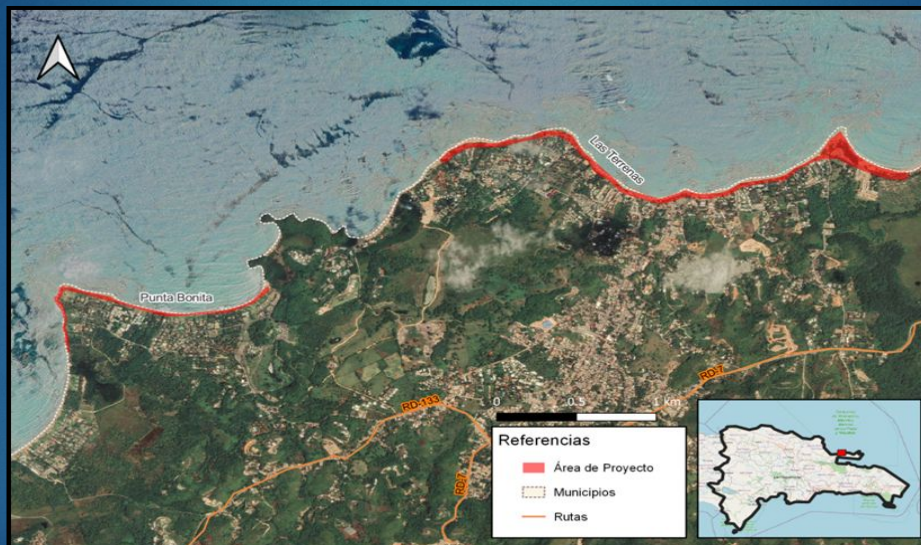 Las Terrenas
Punta Bonita
RD-7
RD-133
RD-7
0 0.5 1 Km
Referencias
Área de Proyecto
Municipios
Rutas